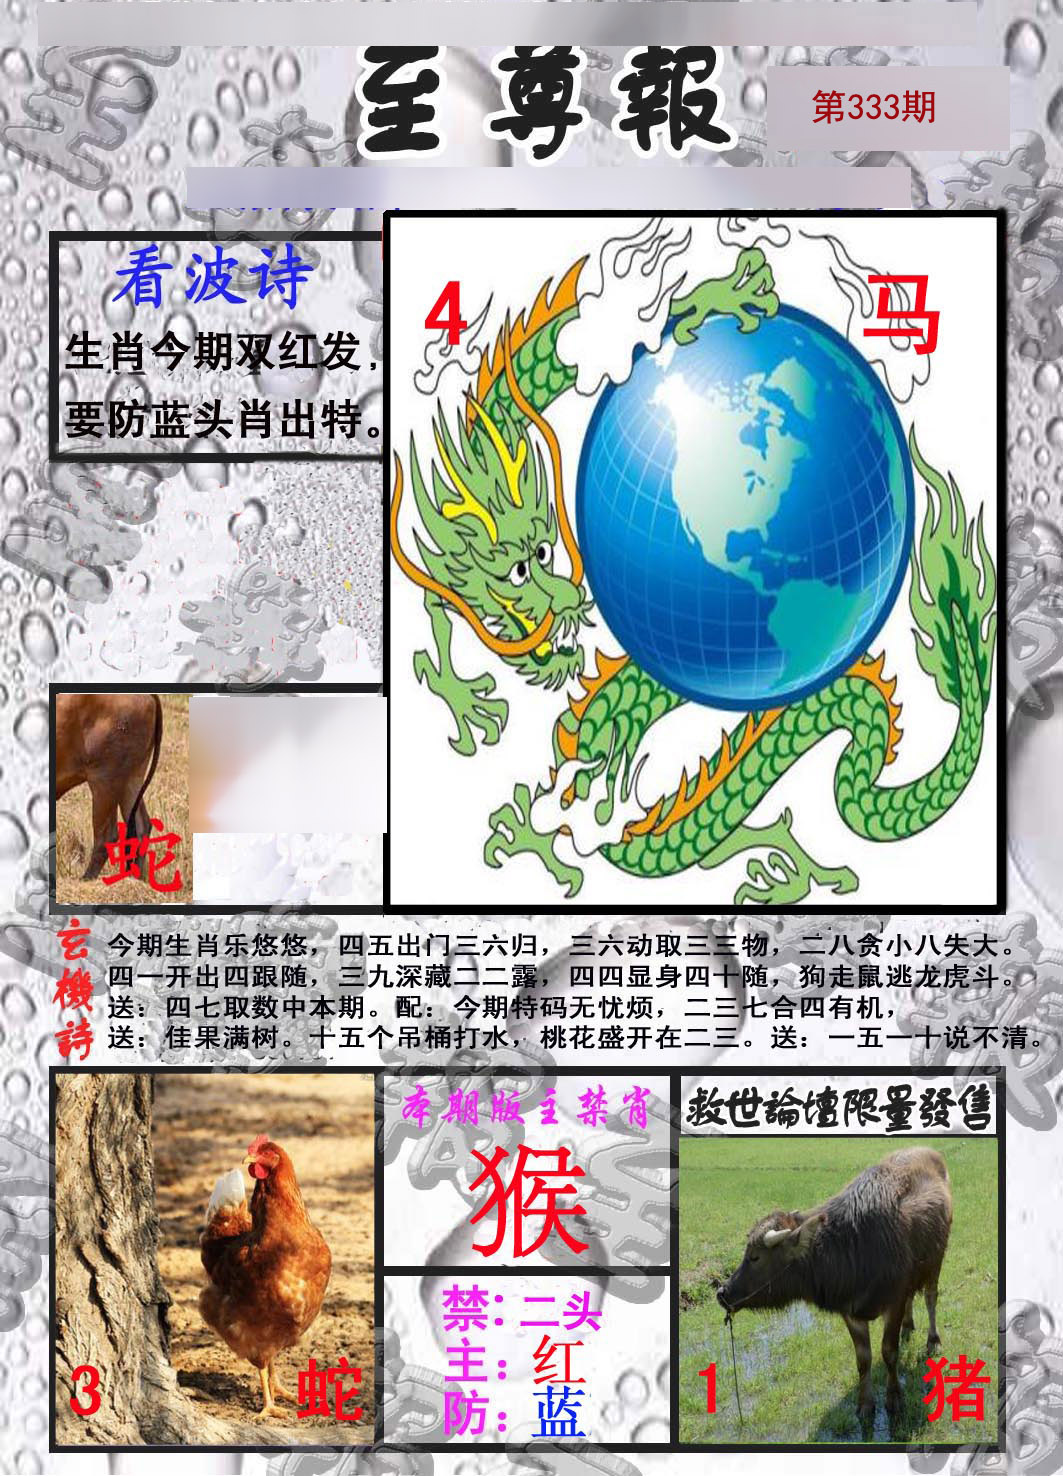 至尊報
第333期
看波诗
生肖今期双红发，
要防蓝头肖出特。
4
马
蛇
玄機詩
今期生肖乐悠悠，四五出门三六归，三六动取三三物，二八贪小八失大。
四一开出四跟随，三九深藏二二露，四四显身四十随，狗走鼠逃龙虎斗。
送：四七取数中本期。配：今期特码无忧烦，二三七合四有机，
送：佳果满树。十五个吊桶打水，桃花盛开在二三。送：一五一十说不清。
3
蛇
本期版主禁肖
猴
禁：二头
主：红
防：蓝
救世論壇限量發售
1
猪